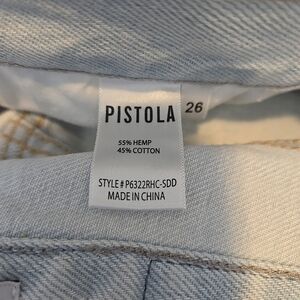 PISTOLA 26
55% HEMP
45% COTTON
STYLE # P6322RHC-SDD
MADE IN CHINA